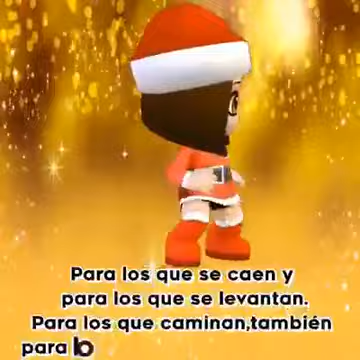 Para los que se caen y
para los que se levantan.
Para los que caminan,también
para